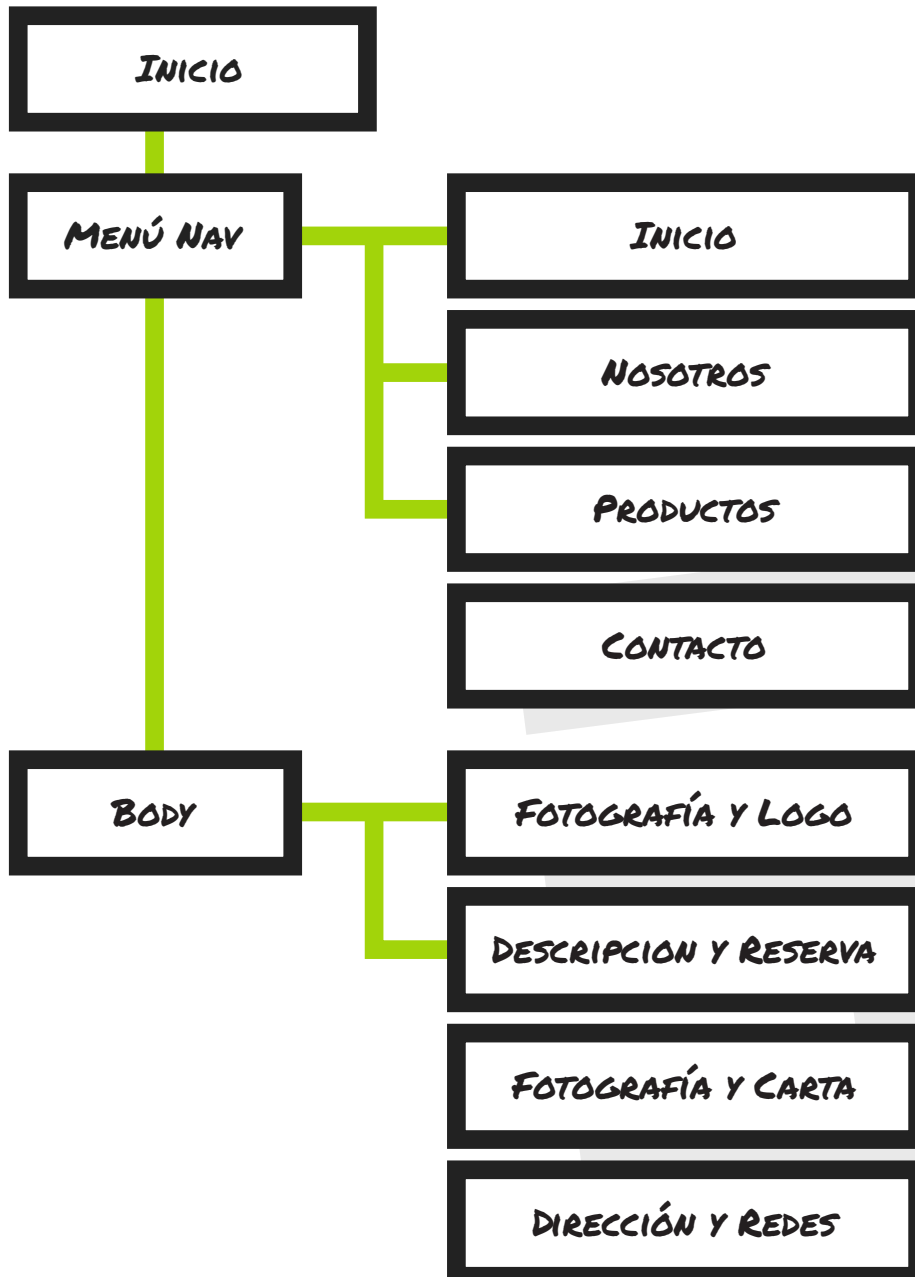 Inicio
Menú Nav
Inicio
Nosotros
Productos
Contacto
Body
Fotografía y Logo
Descripcion y Reserva
Fotografía y Carta
Dirección y Redes